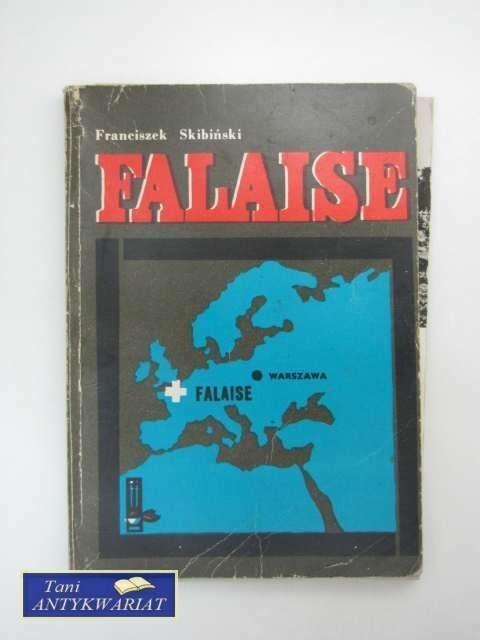 Franciszek Skibiński
FALAISE
WARSZAWA
FALAISE
Tani
ANTYKWARIAT